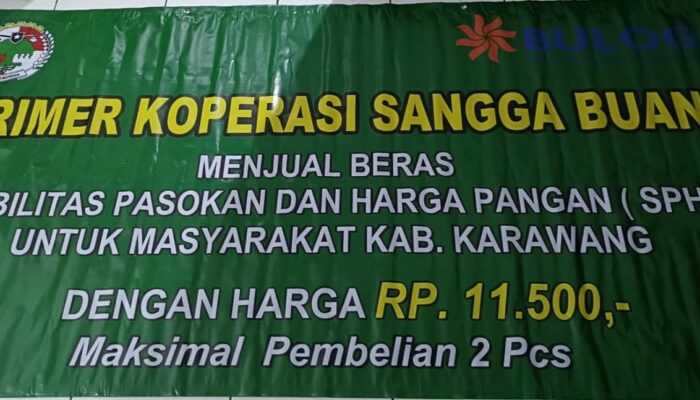 BULOG
RIMER KOPERASI SANGGA BUAN
MENJUAL BERAS
BILITAS PASOKAN DAN HARGA PANGAN ( SPH
UNTUK MASYARAKAT KAB. KARAWANG
DENGAN HARGA RP. 11.500,-
Maksimal Pembelian 2 Pcs